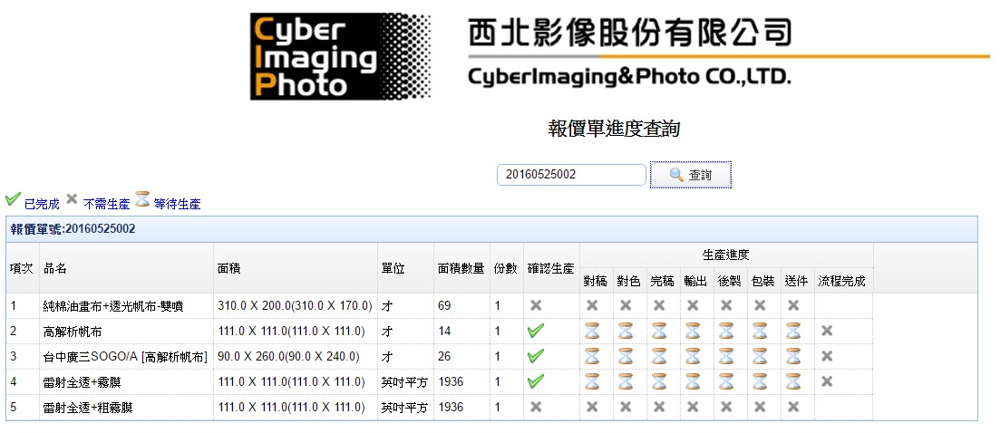 Cyber
Imaging
Photo
西北影像股份有限公司
CyberImaging&Photo CO.,LTD.
報價單進度查詢
20160525002 查詢
已完成 不需生產 等待生產
報價單號:20160525002
生產進度
項次 品名 面積 單位 面積數量 份數 確認生產
對稿 對色 完稿 輸出 後製 包裝 送件 流程完成
1 純棉油畫布+透光帆布-雙噴 310.0 X 200.0(310.0 X 170.0) 才 69 1
2 高解析帆布 111.0 X 111.0(111.0 X 111.0) 才 14 1
3 台中廣三SOGO/A [高解析帆布] 90.0 X 260.0(90.0 X 240.0) 才 26 1
4 雷射全透+霧膜 111.0 X 111.0(111.0 X 111.0) 英吋平方 1936 1
5 雷射全透+粗霧膜 111.0 X 111.0(111.0 X 111.0) 英吋平方 1936 1